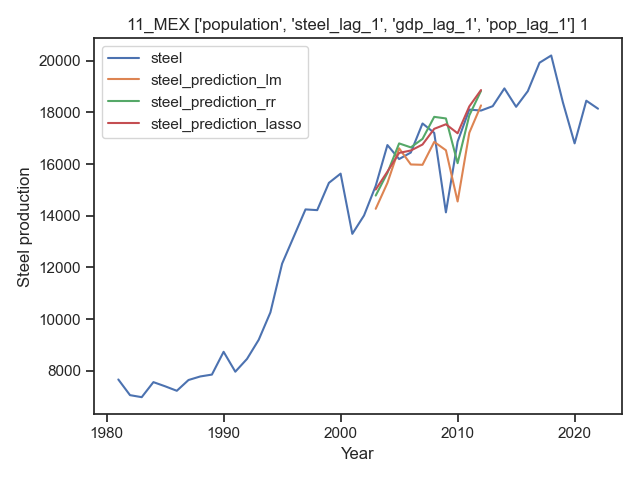 11_MEX ['population', 'steel_lag_1', 'gdp_lag_1', 'pop_lag_1'] 1
steel
steel_prediction_lm
steel_prediction_rr
steel_prediction_lasso
Steel production
20000
18000
16000
14000
12000
10000
8000
1980
1990
2000
2010
2020
Year